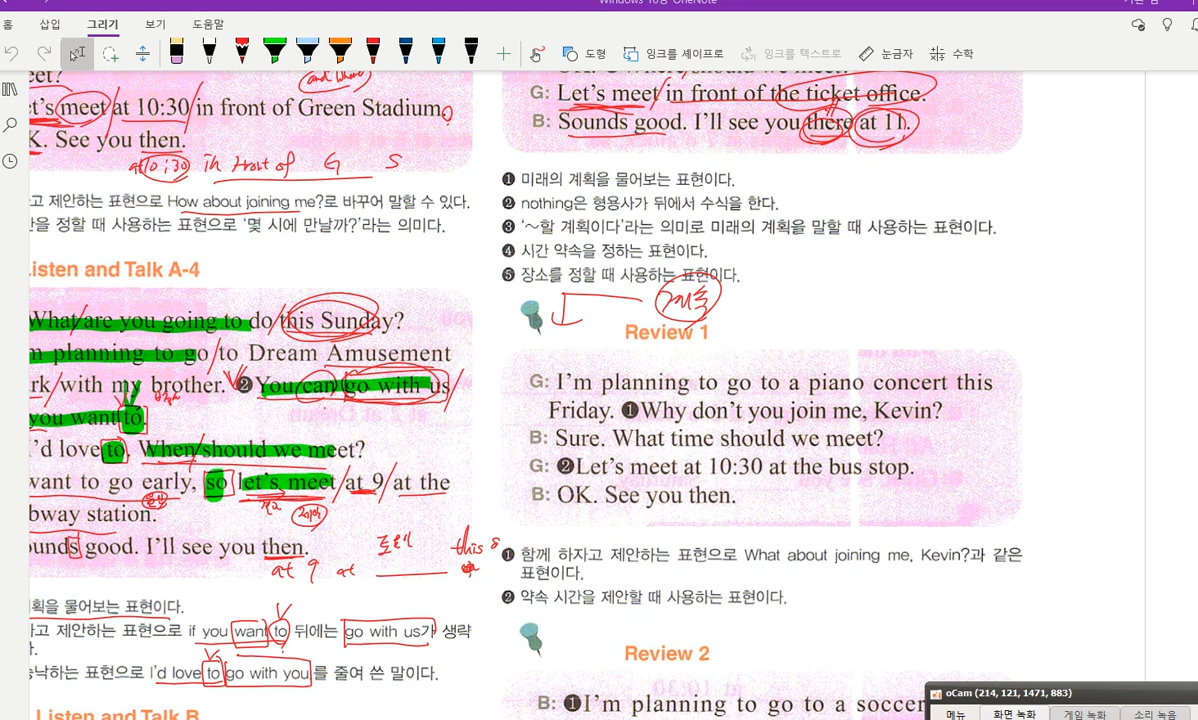 Windows 10용 OneNote
홈 삽입 그리기 보기 도움말
도형 잉크를 셰이프로 잉크를 텍스트로 눈금자 수학
eet?
and where
et's meet at 10:30 in front of Green Stadium.
K. See you then.
at 10:30 in front of G S
고 제안하는 표현으로 How about joining me?로 바꾸어 말할 수 있다.
간을 정할 때 사용하는 표현으로 '몇 시에 만날까?'라는 의미다.
Listen and Talk A-4
What are you going to do this Sunday?
m planning to go to Dream Amusement
rk with my brother. ❷You can go with us
you want to.
I'd love to. When should we meet?
want to go early, so let's meet at 9 at the
bway station.
ounds good. I'll see you then.
at 9 at
this s
획을 물어보는 표현이다.
하고 제안하는 표현으로 if you want to 뒤에는 go with us가 생략
다.
승낙하는 표현으로 I'd love to go with you를 줄여 쓴 말이다.
Listen and Talk B
G: Let's meet in front of the ticket office.
B: Sounds good. I'll see you there at 11.
❶ 미래의 계획을 물어보는 표현이다.
❷ nothing은 형용사가 뒤에서 수식을 한다.
❸ '~할 계획이다'라는 의미로 미래의 계획을 말할 때 사용하는 표현이다.
❹ 시간 약속을 정하는 표현이다.
❺ 장소를 정할 때 사용하는 표현이다.
Review 1
G: I'm planning to go to a piano concert this
Friday. ❶Why don't you join me, Kevin?
B: Sure. What time should we meet?
G: ❷Let's meet at 10:30 at the bus stop.
B: OK. See you then.
❶ 함께 하자고 제안하는 표현으로 What about joining me, Kevin?과 같은
표현이다.
❷ 약속 시간을 제안할 때 사용하는 표현이다.
Review 2
B: ❶I'm planning to go to a soccer
oCam (214, 121, 1471, 883)
메뉴 화면 녹화 게임 녹화 소리 녹음